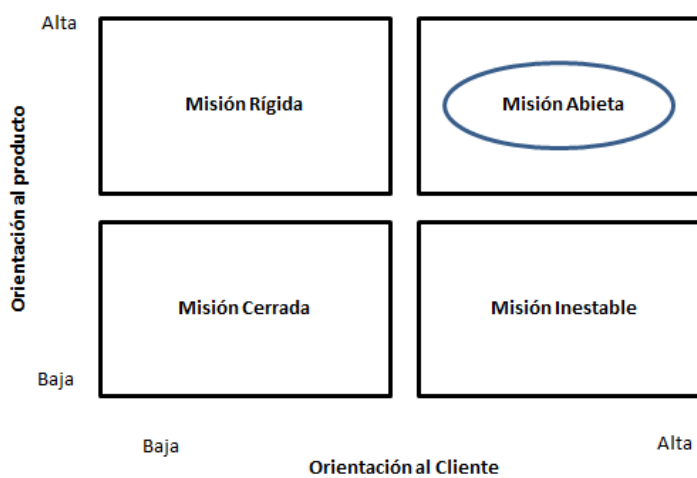 Alta
Misión Rígida
Misión Abieta
Orientación al producto
Misión Cerrada
Misión Inestable
Baja
Baja
Alta
Orientación al Cliente